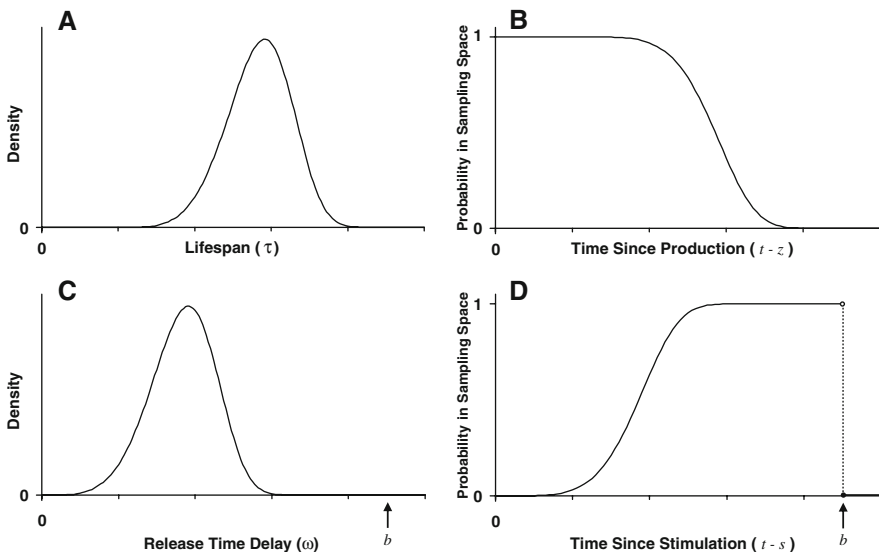 A
Density
0
0
Lifespan (τ)
B
Probability in Sampling Space
1
0
0
Time Since Production ( t - z )
C
Density
0
0
Release Time Delay (ω)
b
D
Probability in Sampling Space
1
0
0
Time Since Stimulation ( t - s )
b